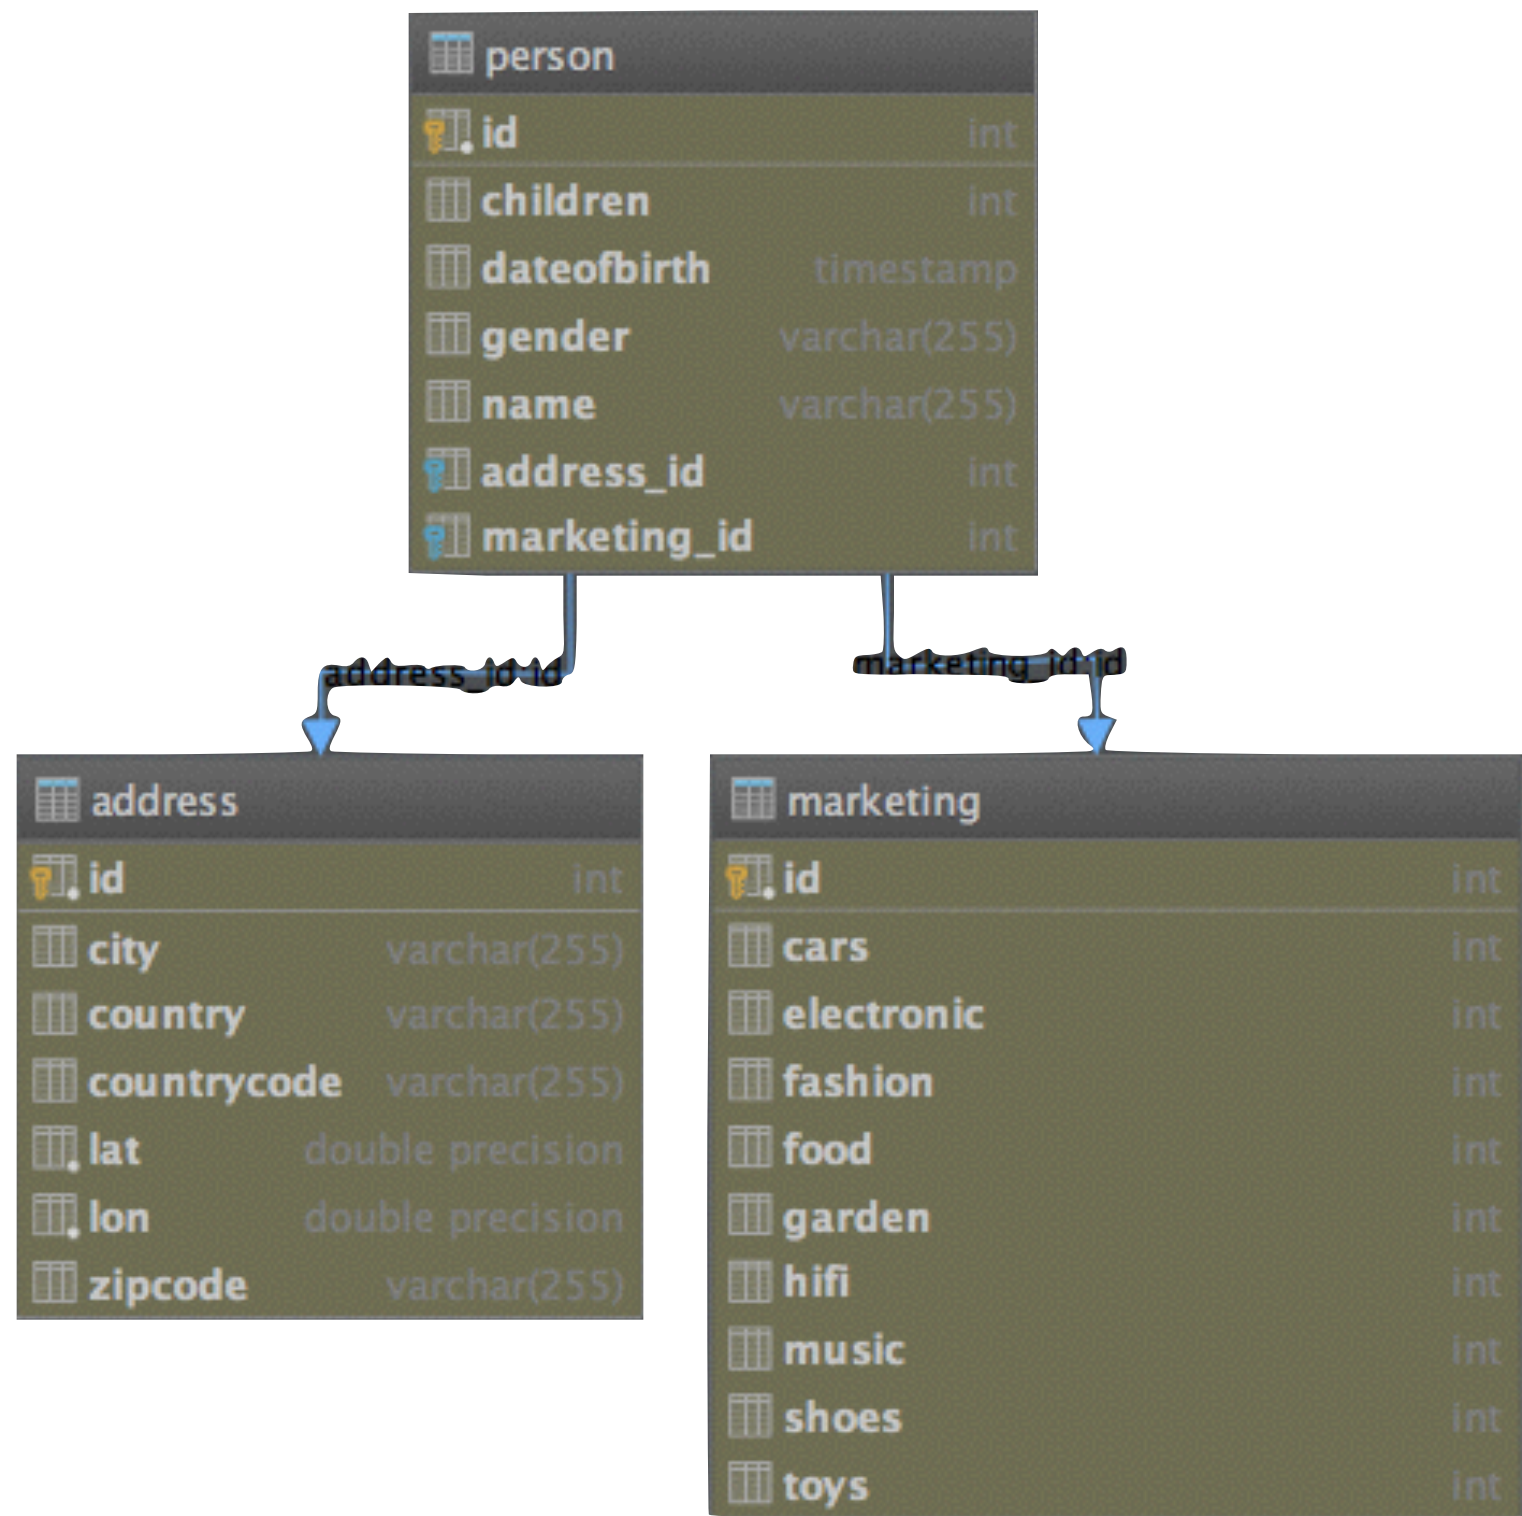 person
id int
children int
dateofbirth timestamp
gender varchar(255)
name varchar(255)
address_id int
marketing_id int
address_id:id
marketing_id:id
address
id int
city varchar(255)
country varchar(255)
countrycode varchar(255)
lat double precision
lon double precision
zipcode varchar(255)
marketing
id int
cars int
electronic int
fashion int
food int
garden int
hifi int
music int
shoes int
toys int